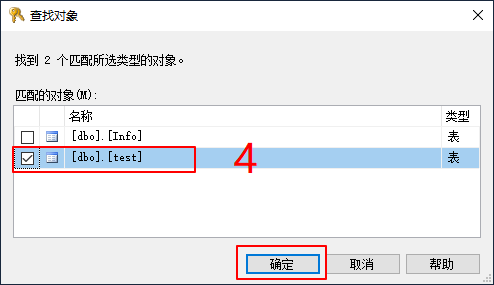 查找对象
找到 2 个匹配所选类型的对象。
匹配的对象(M):
名称 类型
[dbo].[Info] 表
[dbo].[test] 表
4
确定 取消 帮助